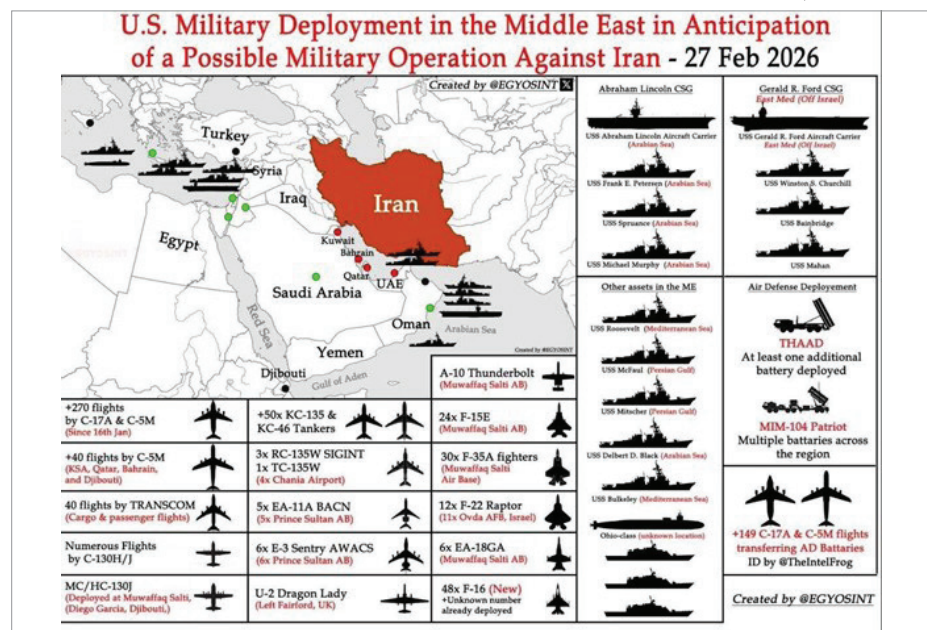 U.S. Military Deployment in the Middle East in Anticipation
of a Possible Military Operation Against Iran - 27 Feb 2026
Created by @EGYOSINT X
Turkey
Syria
Iraq
Iran
Egypt
Kuwait
Bahrain
Qatar
UAE
Saudi Arabia
Red Sea
Oman
Arabian Sea
Yemen
Djibouti
Gulf of Aden
Created by @EGYOSINT
Abraham Lincoln CSG
USS Abraham Lincoln Aircraft Carrier
(Arabian Sea)
USS Frank E. Petersen (Arabian Sea)
USS Spruance (Arabian Sea)
USS Michael Murphy (Arabian Sea)
Gerald R. Ford CSG
East Med (Off Israel)
USS Gerald R. Ford Aircraft Carrier
East Med (Off Israel)
USS Winston S. Churchill
USS Bainbridge
USS Mahan
Other assets in the ME
USS Roosevelt (Mediterranean Sea)
USS McFaul (Persian Gulf)
USS Mitscher (Persian Gulf)
USS Delbert D. Black (Arabian Sea)
USS Bulkeley (Mediterranean Sea)
Ohio-class (unknown location)
Air Defense Deployement
THAAD
At least one additional
battery deployed
MIM-104 Patriot
Multiple battaries across
the region
+149 C-17A & C-5M flights
transferring AD Battaries
ID by @TheIntelFrog
Created by @EGYOSINT
A-10 Thunderbolt
(Muwaffaq Salti AB)
+270 flights
by C-17A & C-5M
(Since 16th Jan)
+50x KC-135 &
KC-46 Tankers
24x F-15E
(Muwaffaq Salti AB)
+40 flights by C-5M
(KSA, Qatar, Bahrain,
and Djibouti)
3x RC-135W SIGINT
1x TC-135W
(4x Chania Airport)
30x F-35A fighters
(Muwaffaq Salti
Air Base)
40 flights by TRANSCOM
(Cargo & passenger flights)
5x EA-11A BACN
(5x Prince Sultan AB)
12x F-22 Raptor
(11x Ovda AFB, Israel)
Numerous Flights
by C-130H/J
6x E-3 Sentry AWACS
(6x Prince Sultan AB)
6x EA-18GA
(Muwaffaq Salti AB)
MC/HC-130J
(Deployed at Muwaffaq Salti,
(Diego Garcia, Djibouti,)
U-2 Dragon Lady
(Left Fairford, UK)
48x F-16 (New)
+Unknown number
already deployed